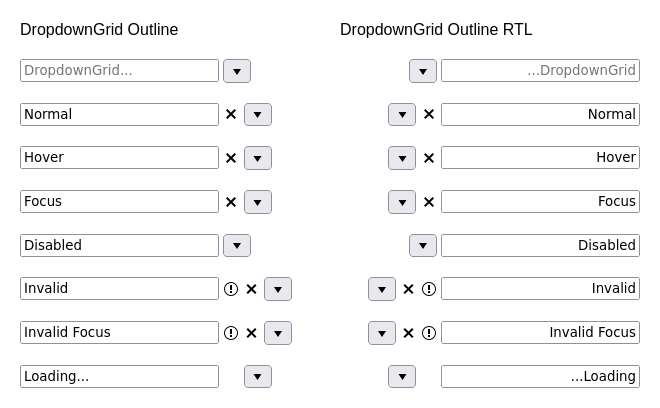 DropdownGrid Outline
DropdownGrid...
Normal
Hover
Focus
Disabled
Invalid
Invalid Focus
Loading...
DropdownGrid Outline RTL
...DropdownGrid
Normal
Hover
Focus
Disabled
Invalid
Invalid Focus
...Loading